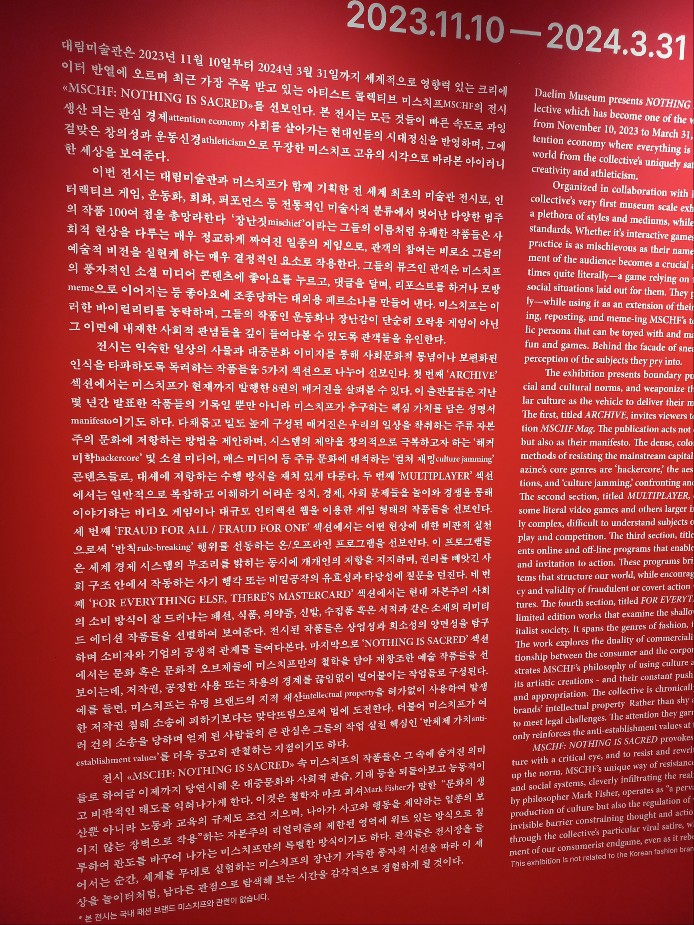 2023.11.10 — 2024.3.31
대림미술관은 2023년 11월 10일부터 2024년 3월 31일까지 세계적으로 영향력 있는 크리에
이터 반열에 오르며 최근 가장 주목 받고 있는 아티스트 콜렉티브 미스치프MSCHF의 전시
«MSCHF: NOTHING IS SACRED»를 선보인다. 본 전시는 모든 것들이 빠른 속도로 과잉
생산 되는 관심 경제attention economy 사회를 살아가는 현대인들의 시대정신을 반영하며, 그에
걸맞은 창의성과 운동신경athleticism으로 무장한 미스치프 고유의 시각으로 바라본 아이러니
한 세상을 보여준다.
이번 전시는 대림미술관과 미스치프가 함께 기획한 전 세계 최초의 미술관 전시로, 인
터랙티브 게임, 운동화, 회화, 퍼포먼스 등 전통적인 미술사적 분류에서 벗어난 다양한 범주
의 작품 100여 점을 총망라한다 '장난짓mischief'이라는 그들의 이름처럼 유쾌한 작품들은 사
회적 현상을 다루는 매우 정교하게 짜여진 일종의 게임으로, 관객의 참여는 비로소 그들의
예술적 비전을 실현케 하는 매우 결정적인 요소로 작용한다. 그들의 뮤즈인 관객은 미스치프
의 풍자적인 소셜 미디어 콘텐츠에 좋아요를 누르고, 댓글을 달며, 리포스트를 하거나 모방
meme으로 이어지는 등 좋아요에 조종당하는 대외용 페르소나를 만들어 낸다. 미스치프는 이
러한 바이럴리티를 농락하며, 그들의 작품인 운동화나 장난감이 단순히 오락용 게임이 아닌
그 이면에 내재한 사회적 관념들을 깊이 들여다볼 수 있도록 관객들을 유인한다.
전시는 익숙한 일상의 사물과 대중문화 이미지를 통해 사회문화적 통념이나 보편화된
인식을 타파하도록 독려하는 작품들을 5가지 섹션으로 나누어 선보인다. 첫 번째 'ARCHIVE'
섹션에서는 미스치프가 현재까지 발행한 8권의 매거진을 살펴볼 수 있다. 이 출판물들은 지난
몇 년간 발표한 작품들의 기록일 뿐만 아니라 미스치프가 추구하는 핵심 가치를 담은 성명서
manifesto이기도 하다. 다채롭고 밀도 높게 구성된 매거진은 우리의 일상을 착취하는 주류 자본
주의 문화에 저항하는 방법을 제안하며, 시스템의 제약을 창의적으로 극복하고자 하는 '해커
미학hackercore' 및 소셜 미디어, 매스 미디어 등 주류 문화에 대적하는 '컬처 재밍culture jamming'
콘텐츠들로, 대세에 저항하는 수행 방식을 재치 있게 다룬다. 두 번째 'MULTIPLAYER' 섹션
에서는 일반적으로 복잡하고 이해하기 어려운 정치, 경제, 사회 문제들을 놀이와 경쟁을 통해
이야기하는 비디오 게임이나 대규모 인터랙션 웹을 이용한 게임 형태의 작품들을 선보인다.
세 번째 'FRAUD FOR ALL / FRAUD FOR ONE' 섹션에서는 어떤 현상에 대한 비관적 실천
으로써 '반칙rule-breaking' 행위를 선동하는 온/오프라인 프로그램을 선보인다. 이 프로그램들
은 세계 경제 시스템의 부조리를 밝히는 동시에 개개인의 저항을 지지하며, 권리를 빼앗긴 사
회 구조 안에서 작동하는 사기 행각 또는 비밀공작의 유효성과 타당성에 질문을 던진다. 네 번
째 'FOR EVERYTHING ELSE, THERE'S MASTERCARD' 섹션에서는 현대 자본주의 사회
의 소비 방식이 잘 드러나는 패션, 식품, 의약품, 신발, 수집품 혹은 서적과 같은 소재의 리미티
드 에디션 작품들을 선별하여 보여준다. 전시된 작품들은 상업성과 희소성의 양면성을 탐구
하며 소비자와 기업의 공생적 관계를 들여다본다. 마지막으로 'NOTHING IS SACRED' 섹션
에서는 문화 혹은 문화적 오브제들에 미스치프만의 철학을 담아 재창조한 예술 작품들을 선
보이는데, 저작권, 공정한 사용 또는 차용의 경계를 끊임없이 밀어붙이는 작업들로 구성된다.
예를 들면, 미스치프는 유명 브랜드의 지적 재산intellectual property을 허가없이 사용하여 발생
한 저작권 침해 소송에 피하기보다는 맞닥뜨림으로써 법에 도전한다. 더불어 미스치프가 여
러 건의 소송을 당하며 얻게 된 사람들의 큰 관심은 그들의 작업 실천 핵심인 '반체제 가치anti-
establishment values'를 더욱 공고히 관철하는 지점이기도 하다.
전시 «MSCHF: NOTHING IS SACRED» 속 미스치프의 작품들은 그 속에 숨겨진 의미
들로 하여금 이제까지 당연시해 온 대중문화와 사회적 관습, 기대 등을 되돌아보고 능동적이
고 비판적인 태도를 익혀나가게 한다. 이것은 철학자 마크 피셔Mark Fisher가 말한 "문화의 생
산뿐 아니라 노동과 교육의 규제도 조건 지으며, 나아가 사고와 행동을 제약하는 일종의 보
이지 않는 장벽으로 작용"하는 자본주의 리얼리즘의 제한된 영역에 위트 있는 방식으로 침
투하여 판도를 바꾸어 나가는 미스치프만의 특별한 방식이기도 하다. 관객들은 전시장을 들
어서는 순간, 세계를 무대로 실험하는 미스치프의 장난기 가득한 풍자적 시선을 따라 이 세
상을 놀이터처럼, 남다른 관점으로 탐색해 보는 시간을 감각적으로 경험하게 될 것이다.
* 본 전시는 국내 패션 브랜드 미스치프와 관련이 없습니다.
Daelim Museum presents NOTHING
lective which has become one of the
from November 10, 2023 to March 31,
tention economy where everything is
world from the collective's uniquely
creativity and athleticism.
Organized in collaboration with
collective's very first museum scale
a plethora of styles and mediums, while
standards. Whether it's interactive
practice is as mischievous as their name
ment of the audience becomes a crucial
times quite literally—a game relying on
social situations laid out for them. They
ly—while using it as an extension of their
ing, reposting, and meme-ing MSCHF's
lic persona that can be toyed with and
fun and games. Behind the facade of
perception of the subjects they pry into.
The exhibition presents boundary
cial and cultural norms, and weaponize
lar culture as the vehicle to deliver their
The first, titled ARCHIVE, invites viewers
tion MSCHF Mag. The publication acts not
but also as their manifesto. The dense,
methods of resisting the mainstream capital
azine's core genres are 'hackercore,' the
tions, and 'culture jamming,' confronting
The second section, titled MULTIPLAYER,
some literal video games and others larger
ly complex, difficult to understand subjects
play and competition. The third section,
ents online and off-line programs that
and invitation to action. These programs
tems that structure our world, while
cy and validity of fraudulent or covert action
tures. The fourth section, titled FOR
limited edition works that examine the
italist society. It spans the genres of fashion,
The work explores the duality of commercial
tionship between the consumer and the
strates MSCHF's philosophy of using culture
its artistic creations - and their constant
and appropriation. The collective is
brands' intellectual property Rather than shy
to meet legal challenges. The attention they
only reinforces the anti-establishment values at
MSCHF: NOTHING IS SACRED provokes
ture with a critical eye, and to resist and
up the norm. MSCHF's unique way of
and social systems, cleverly infiltrating the
by philosopher Mark Fisher, operates as "a
production of culture but also the regulation of
invisible barrier constraining thought and
through the collective's particular viral satire,
ment of our consumerist endgame, even as it
This exhibition is not related to the Korean fashion